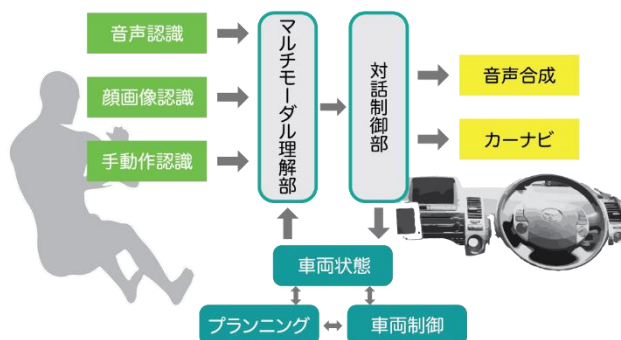 音声認識
顔画像認識
手動作認識
マルチモーダル理解部
対話制御部
音声合成
カーナビ
車両状態
プランニング
車両制御